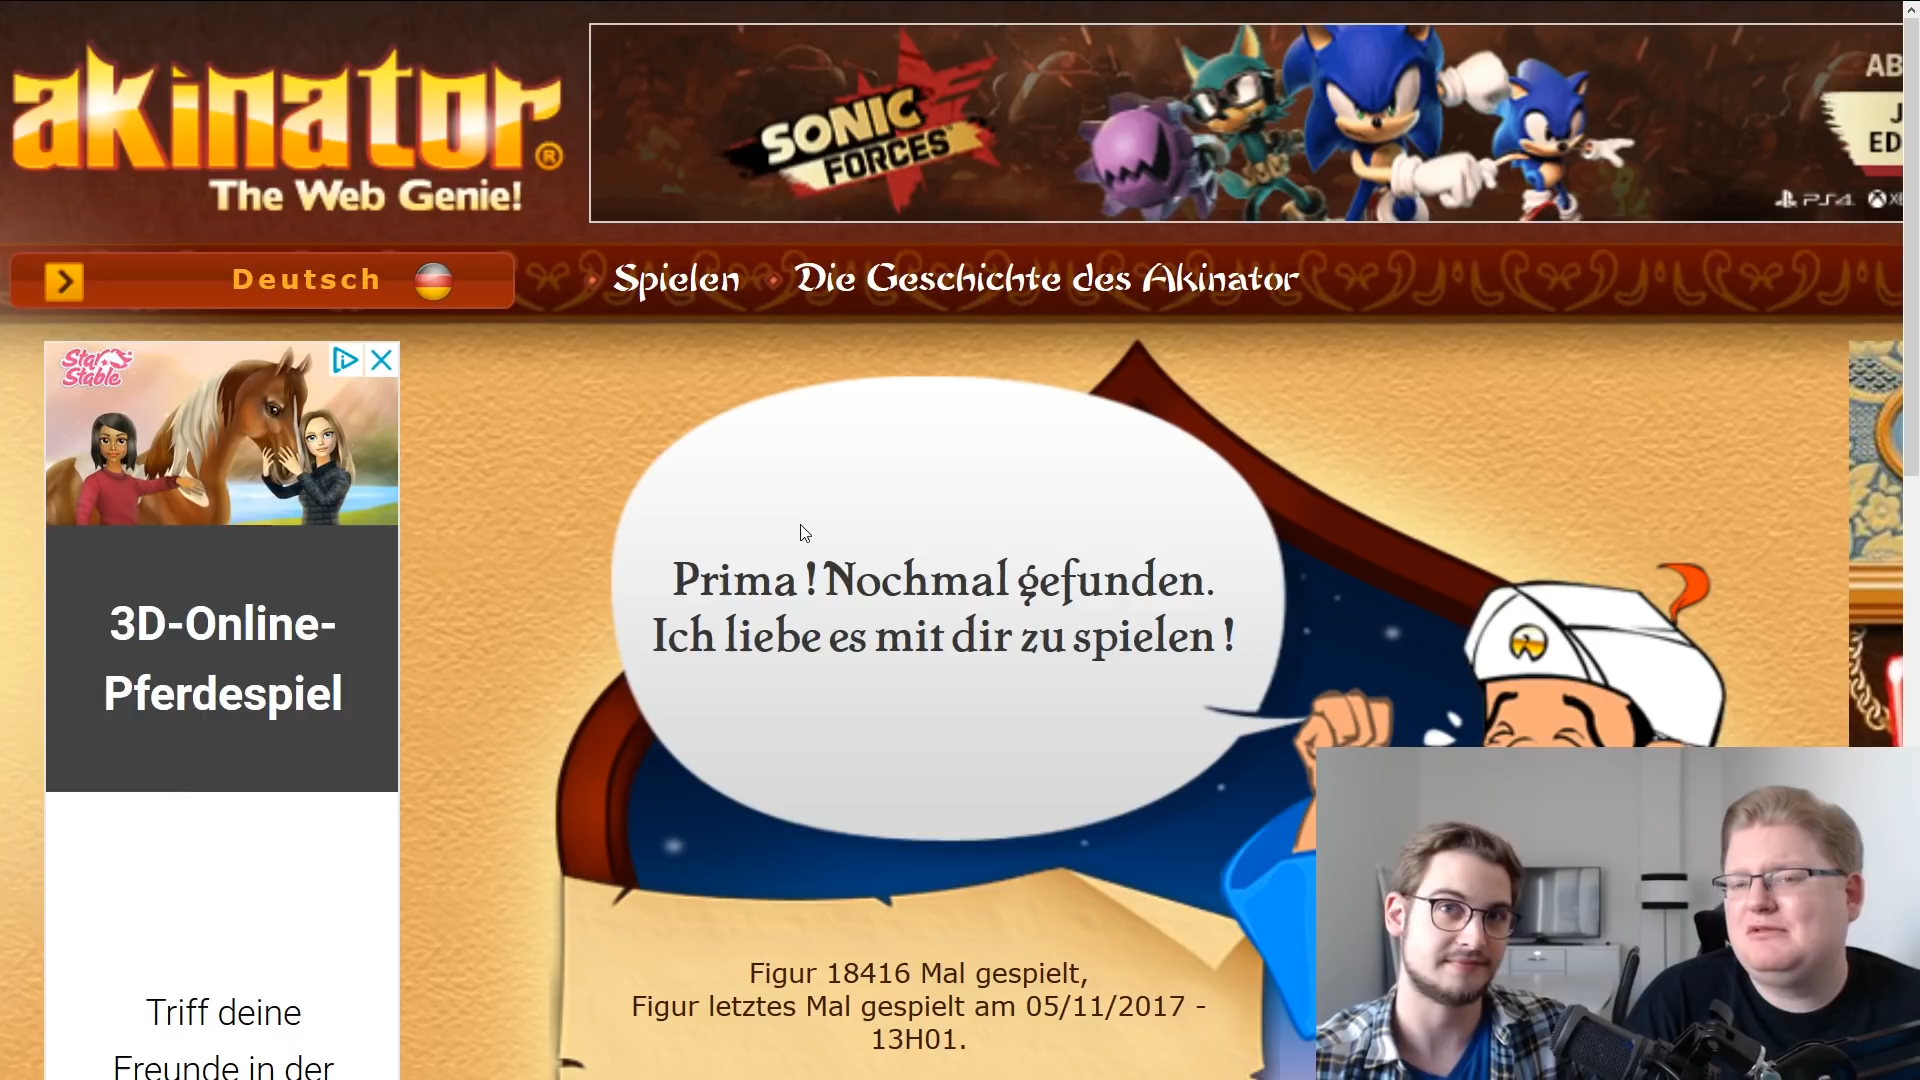 akinator®
The Web Genie!
SONIC
FORCES
AB
J
ED
PS4
Deutsch
Spielen
Die Geschichte des Akinator
Star
Stable
3D-Online-
Pferdespiel
Triff deine
Freunde in der
Prima ! Nochmal gefunden.
Ich liebe es mit dir zu spielen !
Figur 18416 Mal gespielt,
Figur letztes Mal gespielt am 05/11/2017 -
13H01.